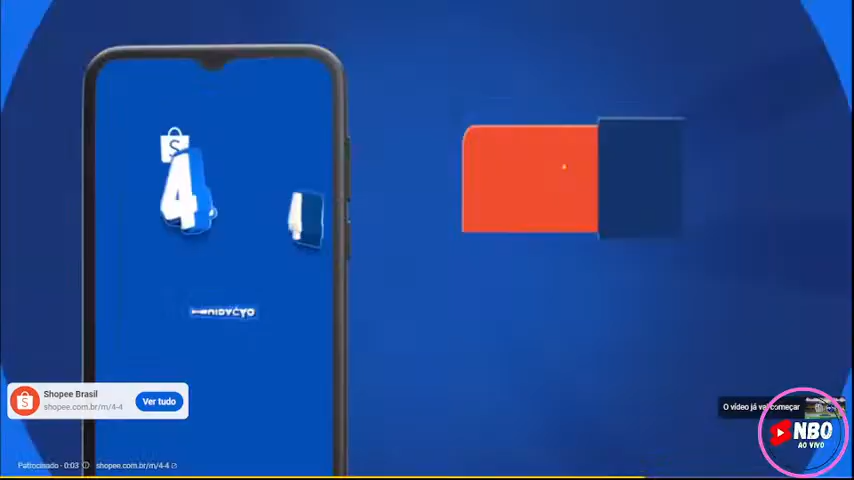 S
4
Shopee Brasil
shopee.com.br/m/4-4
Ver tudo
O vídeo já vai começar
NBO
AO VIVO
Patrocinado · 0:03
shopee.com.br/m/4-4